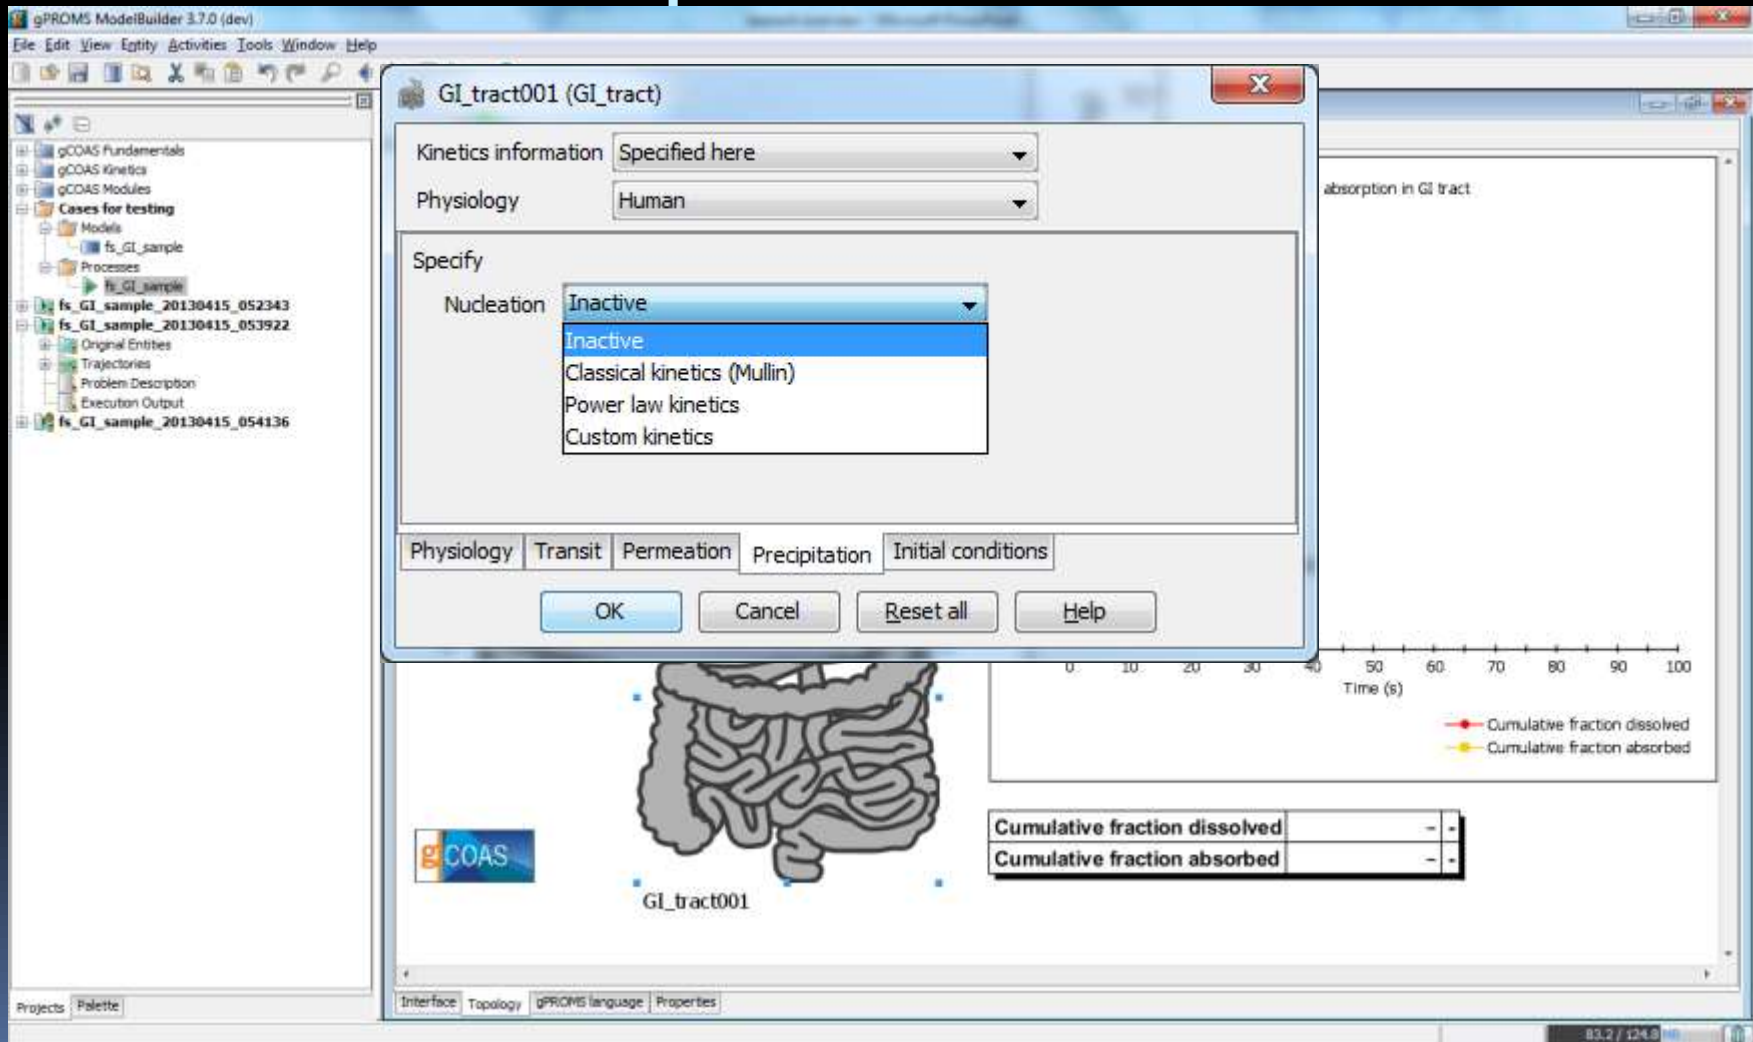 gPROMS ModelBuilder 3.7.0 (dev)
File Edit View Entity Activities Tools Window Help
gCOAS Fundamentals
gCOAS Kinetics
gCOAS Modules
Cases for testing
Models
fs_GI_sample
Processes
fs_GI_sample
fs_GI_sample_20130415_052343
fs_GI_sample_20130415_053922
Original Entities
Trajectories
Problem Description
Execution Output
fs_GI_sample_20130415_054136
Projects Palette
GI_tract001 (GI_tract)
Kinetics information Specified here
Physiology Human
Specify
Nucleation Inactive
Inactive
Classical kinetics (Mullin)
Power law kinetics
Custom kinetics
Physiology Transit Permeation Precipitation Initial conditions
OK Cancel Reset all Help
absorption in GI tract
0 10 20 30 40 50 60 70 80 90 100
Time (s)
Cumulative fraction dissolved
Cumulative fraction absorbed
gCOAS
GI_tract001
Cumulative fraction dissolved - -
Cumulative fraction absorbed - -
Interface Topology gPROMS language Properties
83.2 / 124.8